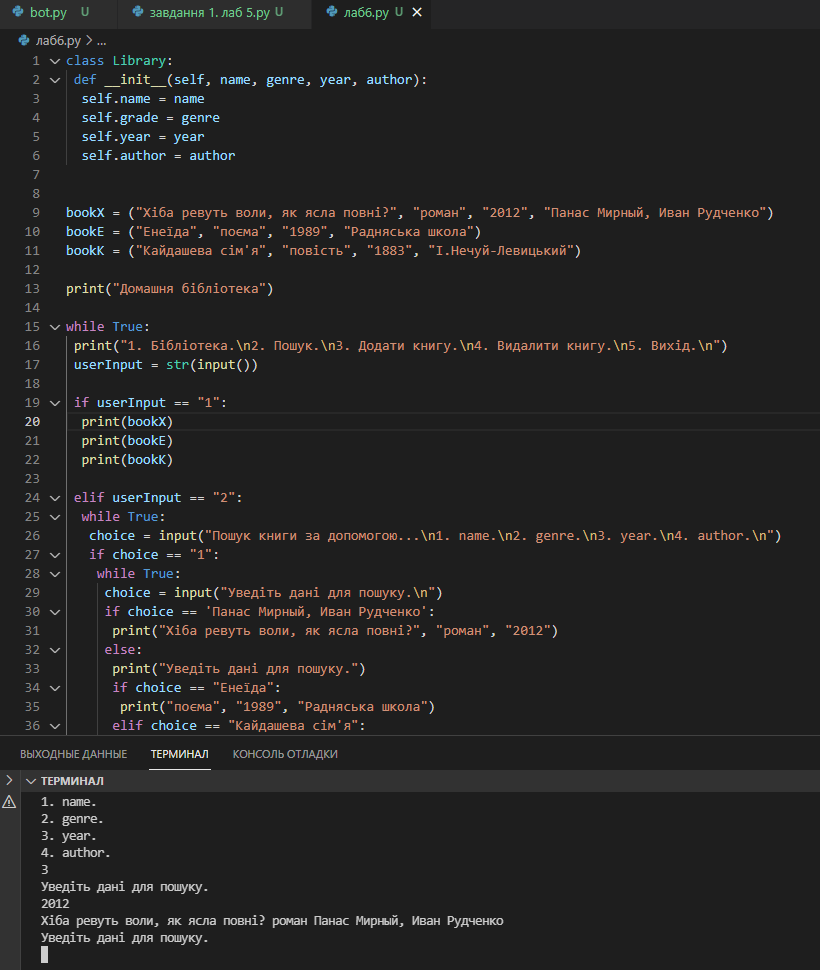 bot.py U завдання 1. лаб 5.py U лаб6.py U
лаб6.py > ...
1 class Library:
2 def __init__(self, name, genre, year, author):
3 self.name = name
4 self.grade = genre
5 self.year = year
6 self.author = author
7
8
9 bookX = ("Хіба ревуть воли, як ясла повні?", "роман", "2012", "Панас Мирный, Иван Рудченко")
10 bookE = ("Енеїда", "поєма", "1989", "Радняська школа")
11 bookK = ("Кайдашева сім'я", "повість", "1883", "І.Нечуй-Левицький")
12
13 print("Домашня бібліотека")
14
15 while True:
16 print("1. Бібліотека.\n2. Пошук.\n3. Додати книгу.\n4. Видалити книгу.\n5. Вихід.\n")
17 userInput = str(input())
18
19 if userInput == "1":
20 print(bookX)
21 print(bookE)
22 print(bookK)
23
24 elif userInput == "2":
25 while True:
26 choice = input("Пошук книги за допомогою...\n1. name.\n2. genre.\n3. year.\n4. author.\n")
27 if choice == "1":
28 while True:
29 choice = input("Уведіть дані для пошуку.\n")
30 if choice == 'Панас Мирный, Иван Рудченко':
31 print("Хіба ревуть воли, як ясла повні?", "роман", "2012")
32 else:
33 print("Уведіть дані для пошуку.")
34 if choice == "Енеїда":
35 print("поєма", "1989", "Радняська школа")
36 elif choice == "Кайдашева сім'я":
ВЫХОДНЫЕ ДАННЫЕ ТЕРМИНАЛ КОНСОЛЬ ОТЛАДКИ
ТЕРМИНАЛ
1. name.
2. genre.
3. year.
4. author.
3
Уведіть дані для пошуку.
2012
Хіба ревуть воли, як ясла повні? роман Панас Мирный, Иван Рудченко
Уведіть дані для пошуку.